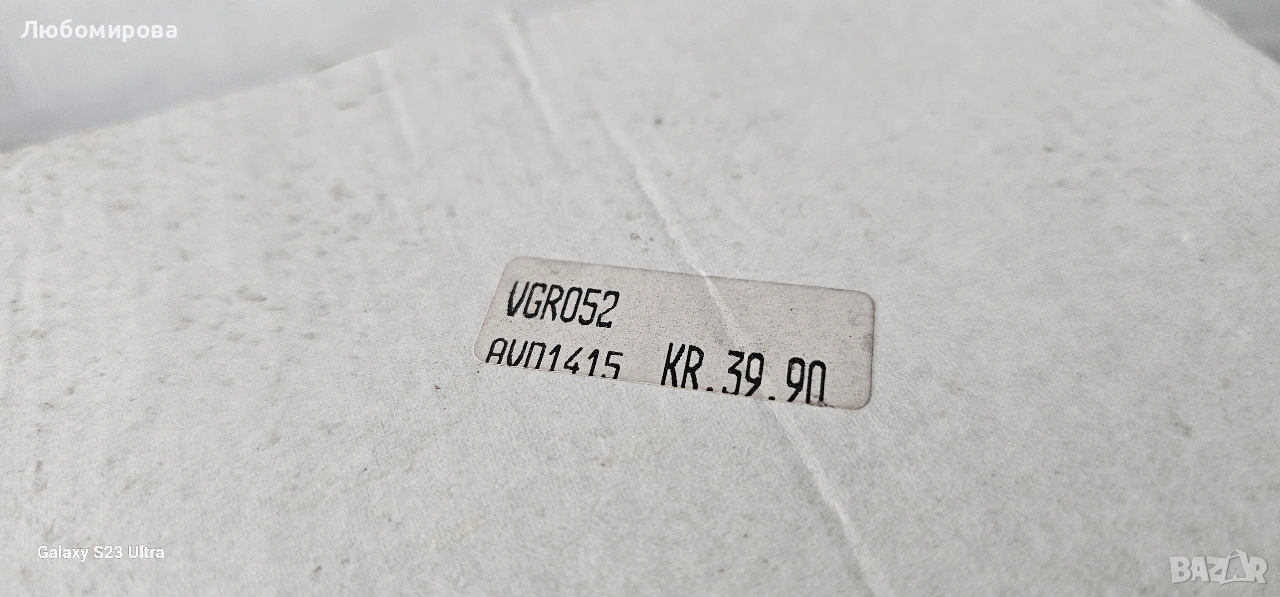 Любомирова
VGR052
AVD1415 KR.39.90
Galaxy S23 Ultra
BAZAR